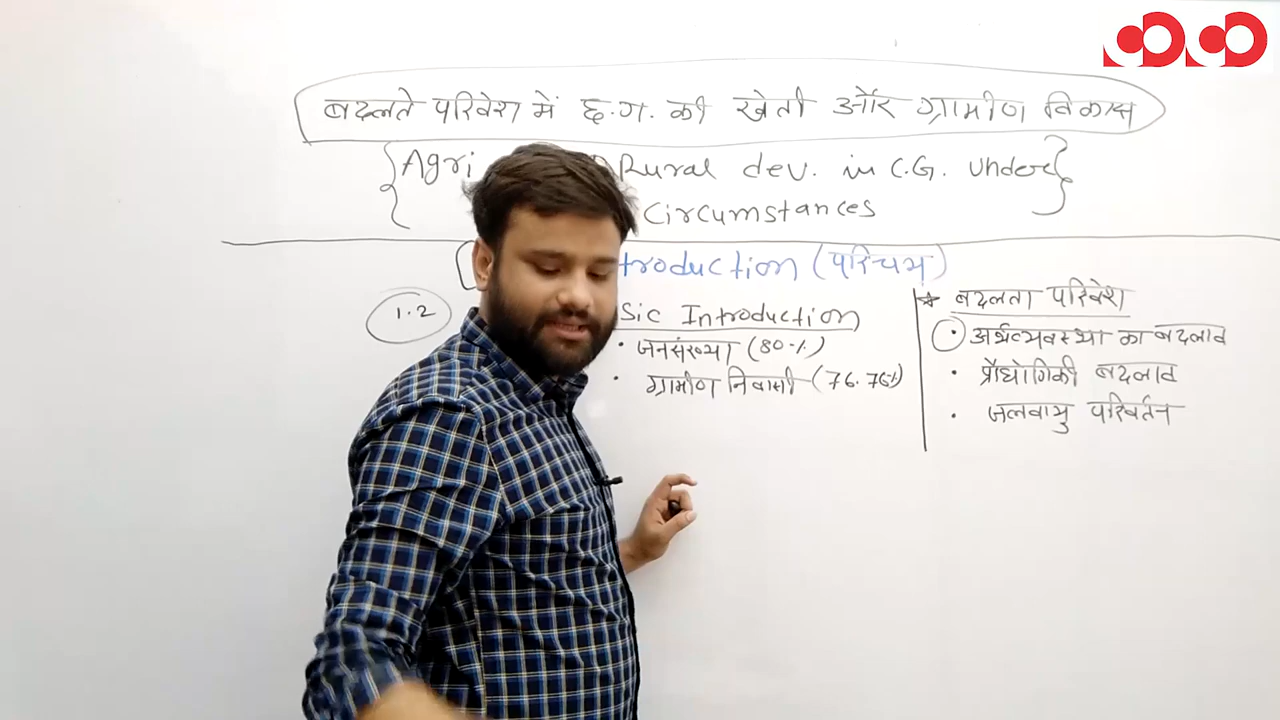 बदलते परिवेश में छ.ग. की खेती और ग्रामीण विकास
{Agri Rural dev. in C.G. under}
Circumstances
troduction (परिचय)
1.2
sic Introduction
• जनसंख्या (80%)
• ग्रामीण निवासी (76.76%)
☆ बदलता परिवेश
• अर्थव्यवस्था का बदलाव
• प्रौद्योगिकी बदलाव
• जलवायु परिवर्तन